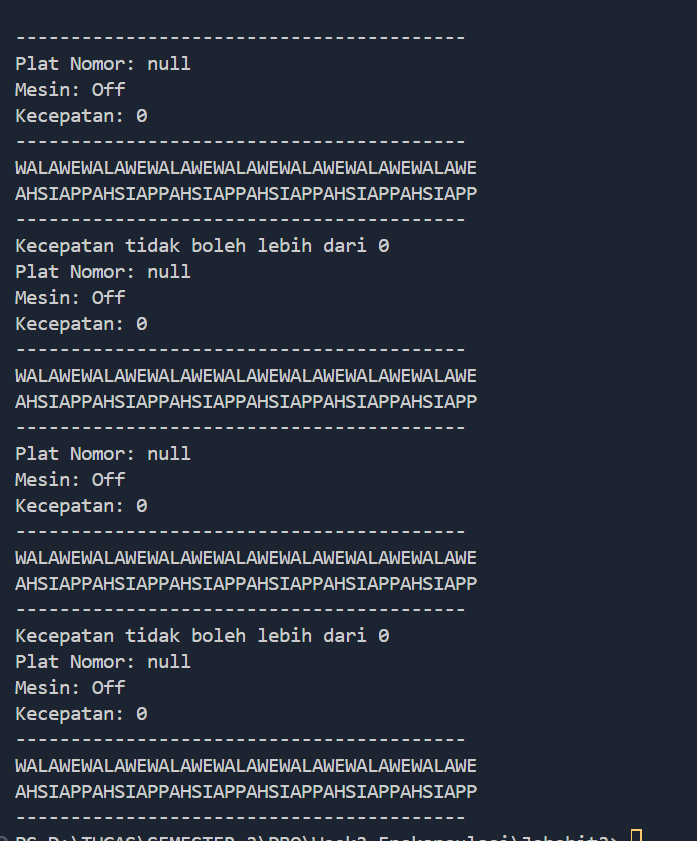 -----------------------------------------
Plat Nomor: null
Mesin: Off
Kecepatan: 0
-----------------------------------------
WALAWEWALAWEWALAWEWALAWEWALAWEWALAWEWALAWE
AHSIAPPAHSIAPPAHSIAPPAHSIAPPAHSIAPPAHSIAPP
-----------------------------------------
Kecepatan tidak boleh lebih dari 0
Plat Nomor: null
Mesin: Off
Kecepatan: 0
-----------------------------------------
WALAWEWALAWEWALAWEWALAWEWALAWEWALAWEWALAWE
AHSIAPPAHSIAPPAHSIAPPAHSIAPPAHSIAPPAHSIAPP
-----------------------------------------
Plat Nomor: null
Mesin: Off
Kecepatan: 0
-----------------------------------------
WALAWEWALAWEWALAWEWALAWEWALAWEWALAWEWALAWE
AHSIAPPAHSIAPPAHSIAPPAHSIAPPAHSIAPPAHSIAPP
-----------------------------------------
Kecepatan tidak boleh lebih dari 0
Plat Nomor: null
Mesin: Off
Kecepatan: 0
-----------------------------------------
WALAWEWALAWEWALAWEWALAWEWALAWEWALAWEWALAWE
AHSIAPPAHSIAPPAHSIAPPAHSIAPPAHSIAPPAHSIAPP
-----------------------------------------